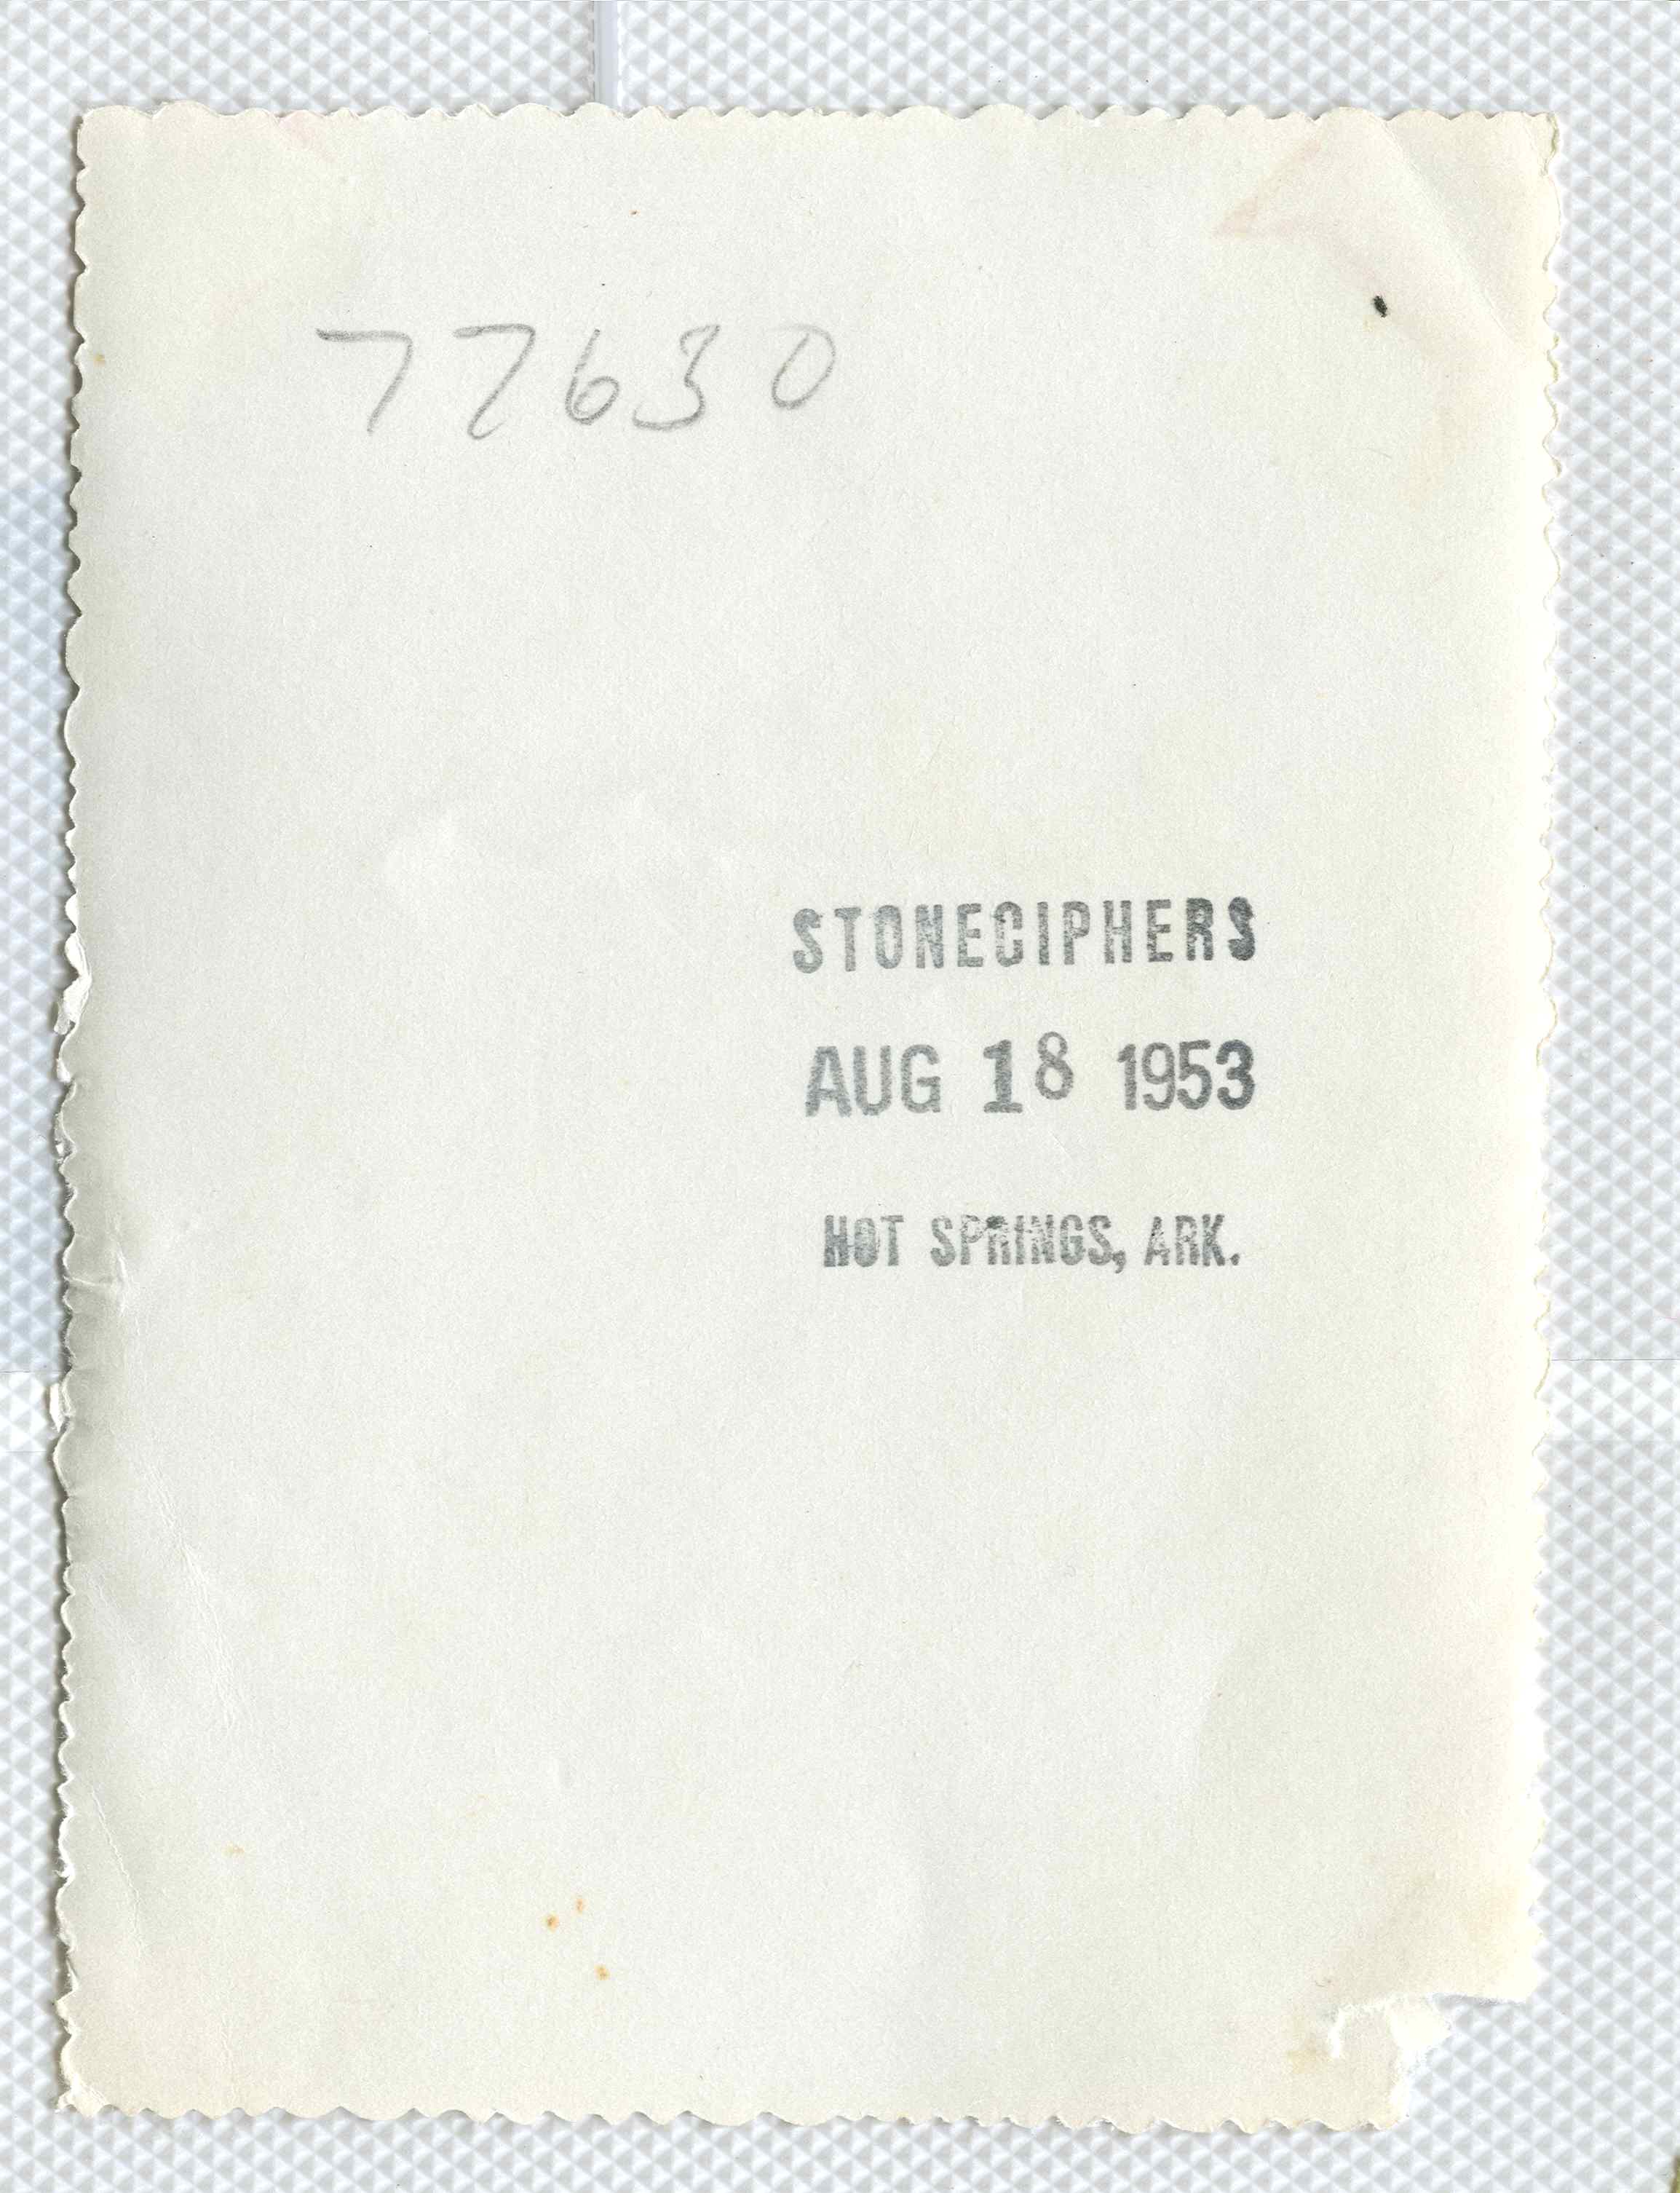 77630
STONECIPHERS
AUG 18 1953
HOT SPRINGS, ARK.